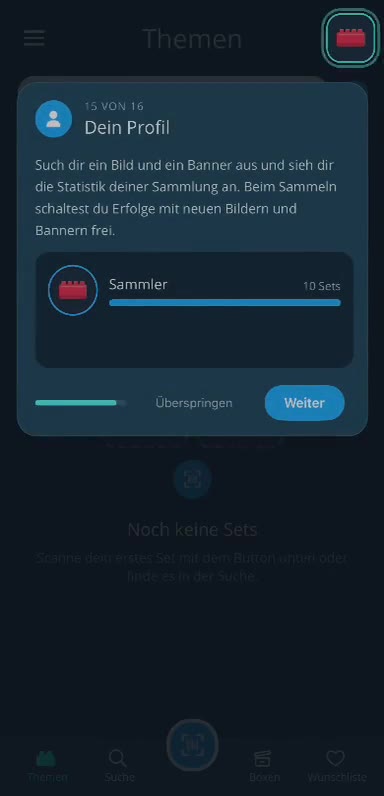 Themen
15 VON 16
Dein Profil
Such dir ein Bild und ein Banner aus und sieh dir
die Statistik deiner Sammlung an. Beim Sammeln
schaltest du Erfolge mit neuen Bildern und
Bannern frei.
Sammler
10 Sets
Überspringen
Weiter
Noch keine Sets
Scanne dein erstes Set mit dem Button unten oder
finde es in der Suche.
Themen
Suche
Boxen
Wunschliste